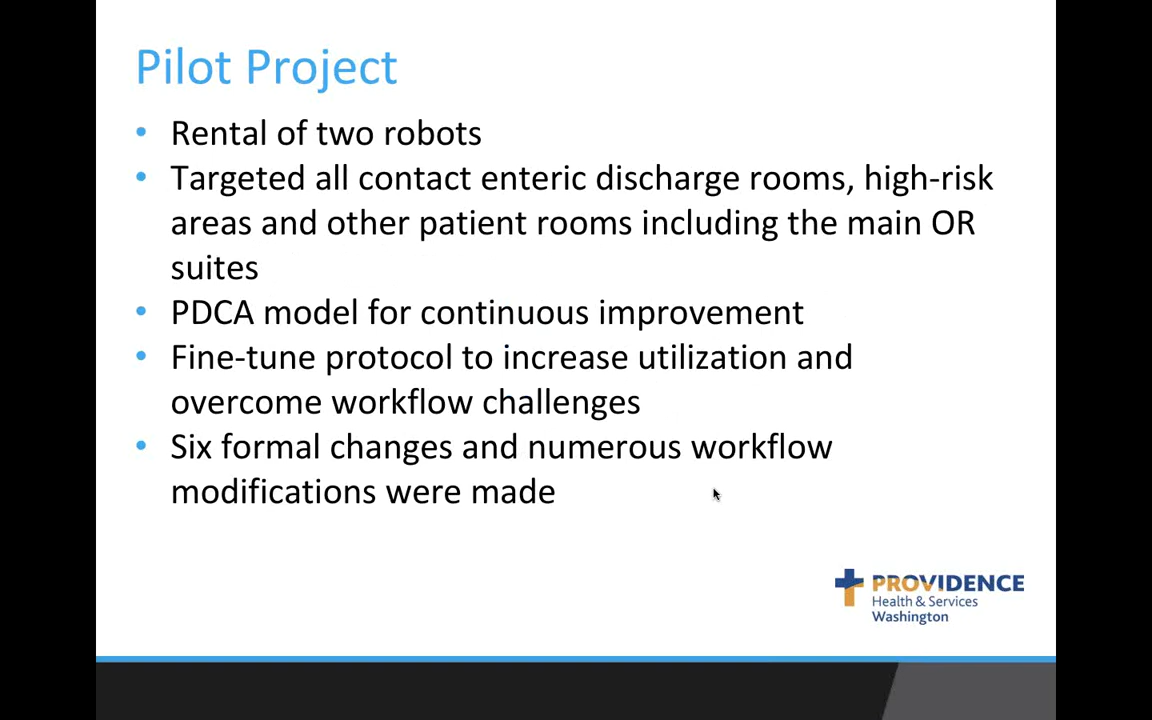 Pilot Project
• Rental of two robots
• Targeted all contact enteric discharge rooms, high-risk
areas and other patient rooms including the main OR
suites
• PDCA model for continuous improvement
• Fine-tune protocol to increase utilization and
overcome workflow challenges
• Six formal changes and numerous workflow
modifications were made
PROVIDENCE
Health & Services
Washington